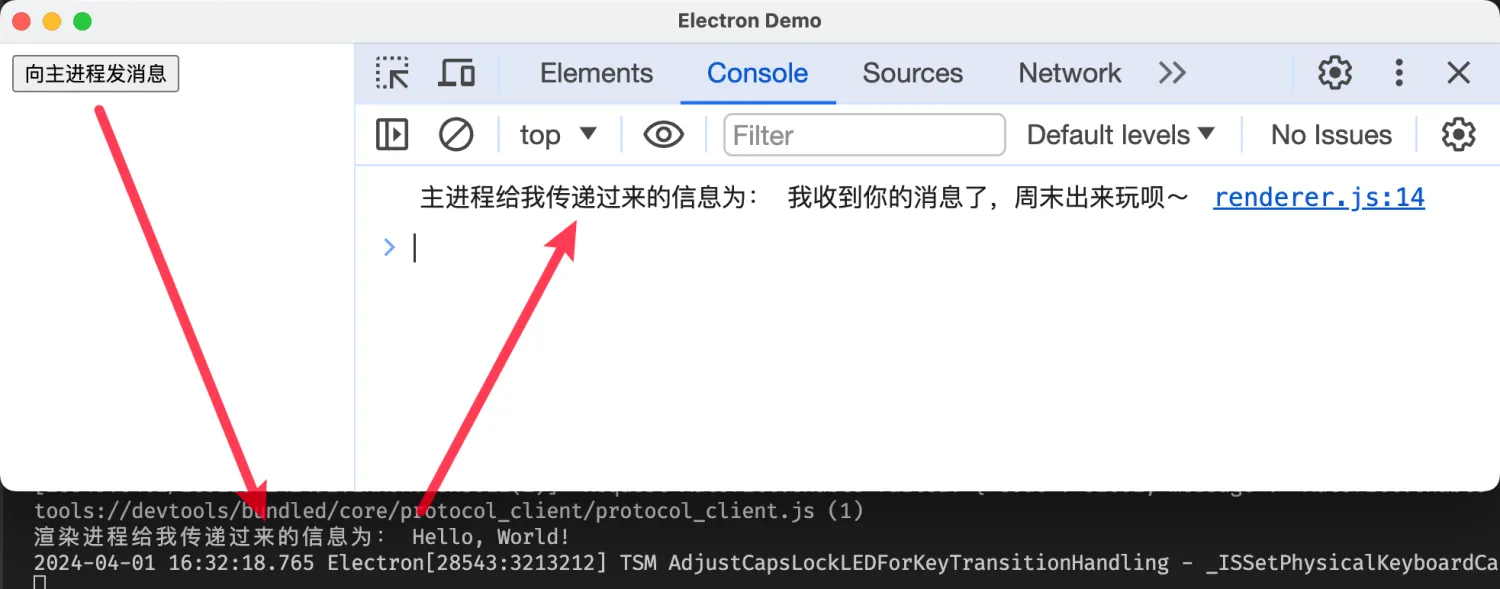 Electron Demo
向主进程发消息
Elements Console Sources Network
top Filter Default levels No Issues
主进程给我传递过来的信息为： 我收到你的消息了，周末出来玩呗～ renderer.js:14
tools://devtools/bundled/core/protocol_client/protocol_client.js (1)
渲染进程给我传递过来的信息为： Hello, World!
2024-04-01 16:32:18.765 Electron[28543:3213212] TSM AdjustCapsLockLEDForKeyTransitionHandling - _ISSetPhysicalKeyboardCa